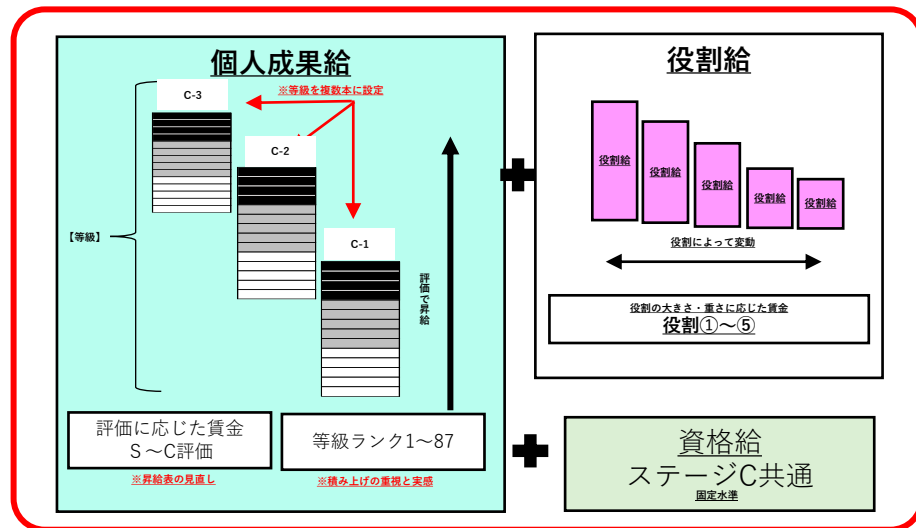 個人成果給
※等級を複数本に設定
C-3
C-2
C-1
【等級】
評価で昇給
評価に応じた賃金
S～C評価
※昇給表の見直し
等級ランク1～87
※積み上げの重視と実感
役割給
役割給
役割給
役割給
役割給
役割給
役割によって変動
役割の大きさ・重さに応じた賃金
役割①～⑤
資格給
ステージC共通
固定水準